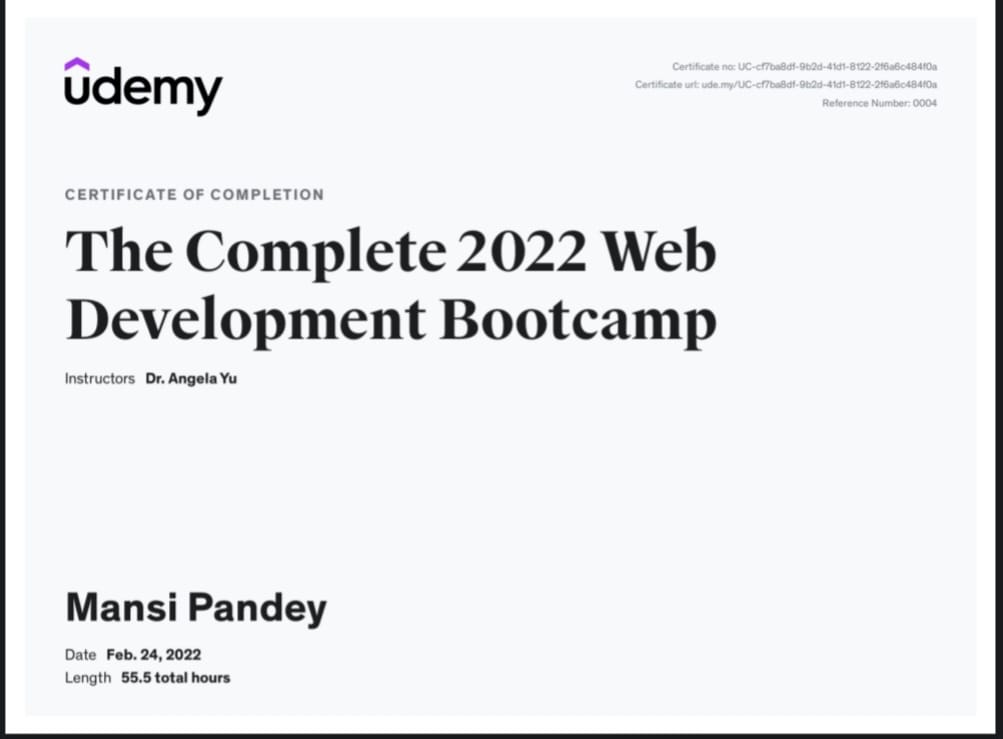 udemy
Certificate no: UC-cf7ba8df-9b2d-41d1-8122-2f6a6c484f0a
Certificate url: ude.my/UC-cf7ba8df-9b2d-41d1-8122-2f6a6c484f0a
Reference Number: 0004
CERTIFICATE OF COMPLETION
The Complete 2022 Web
Development Bootcamp
Instructors Dr. Angela Yu
Mansi Pandey
Date Feb. 24, 2022
Length 55.5 total hours